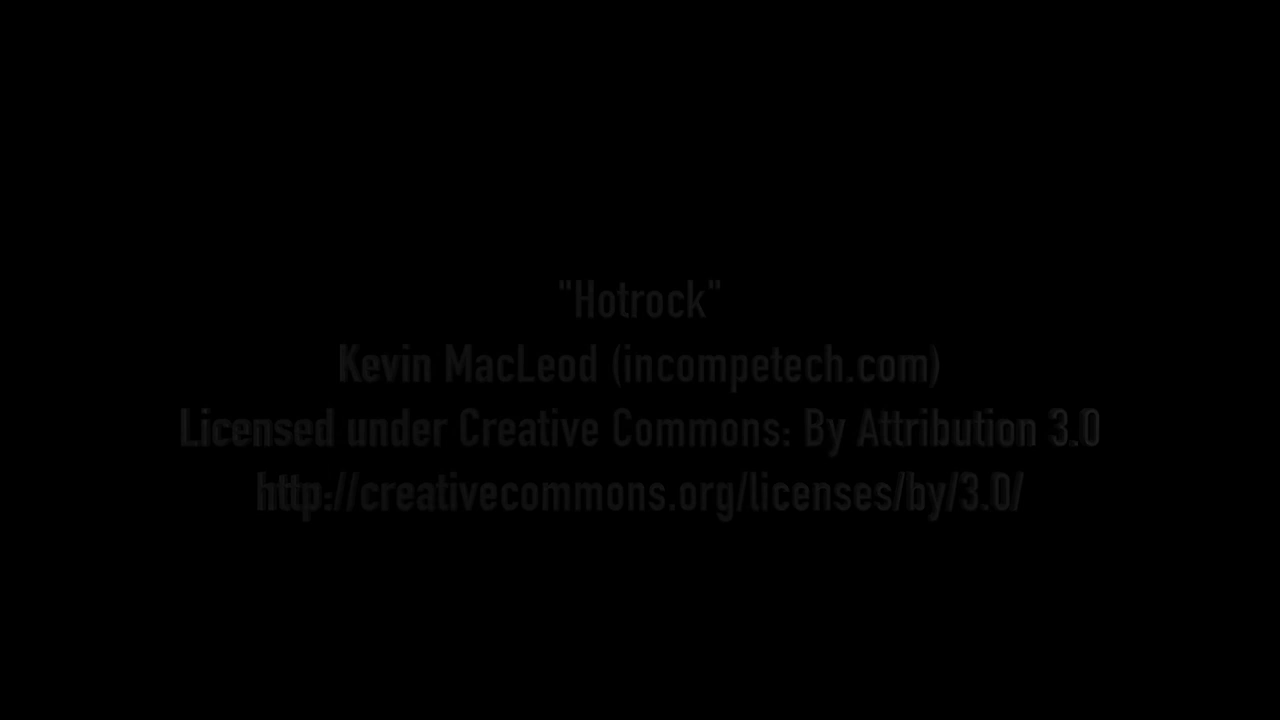 "Hotrock"
Kevin MacLeod (incompetech.com)
Licensed under Creative Commons: By Attribution 3.0
http://creativecommons.org/licenses/by/3.0/